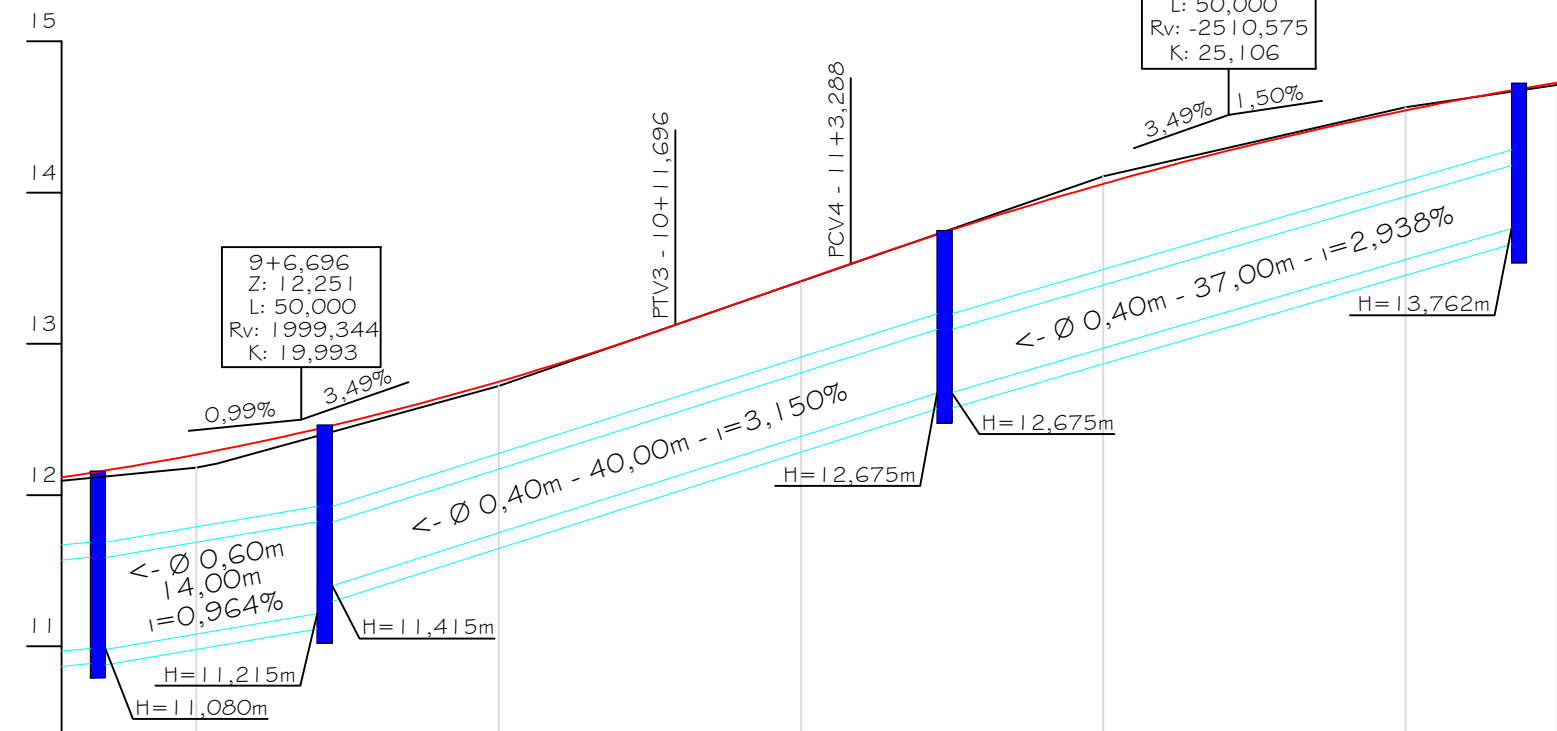 15
14
13
12
11
L: 50,000
Rv: -2510,575
K: 25,106
3,49%
1,50%
PCV4 - 11+3,288
PTV3 - 10+11,696
9+6,696
Z: 12,251
L: 50,000
Rv: 1999,344
K: 19,993
0,99%
3,49%
<- Ø 0,40m - 37,00m - ı=2,938%
H=13,762m
<- Ø 0,40m - 40,00m - ı=3,150%
H=12,675m
H=12,675m
<- Ø 0,60m
14,00m
ı=0,964%
H=11,415m
H=11,215m
H=11,080m